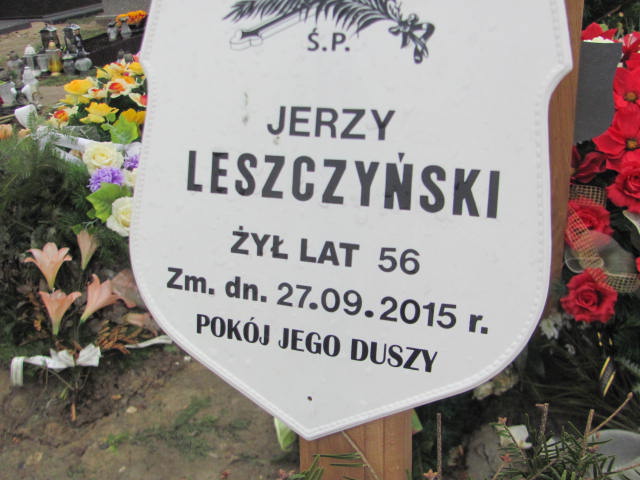 Ś.P.
JERZY
LESZCZYŃSKI
ŻYŁ LAT 56
Zm. dn. 27.09.2015 r.
POKÓJ JEGO DUSZY